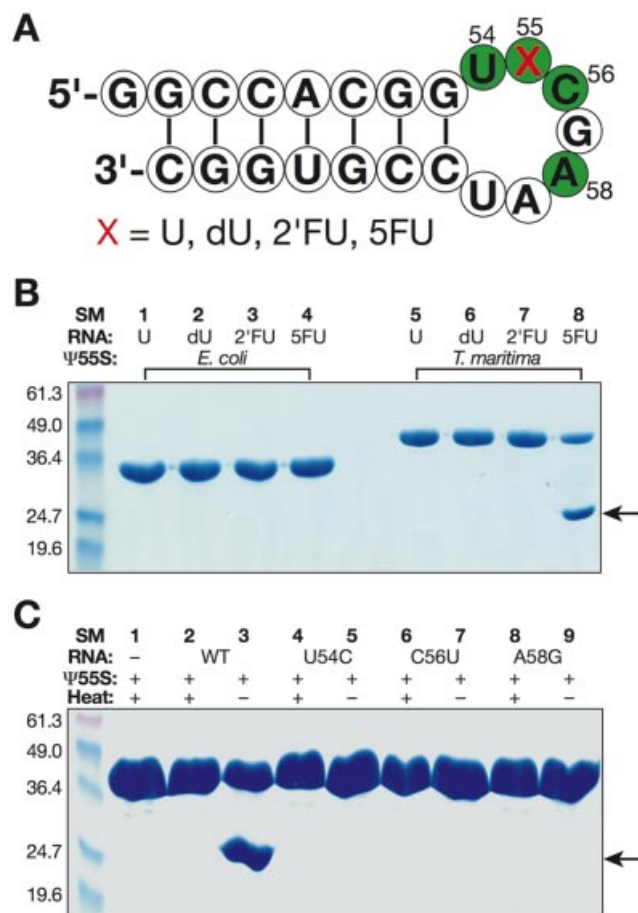 A
54 55 56
5'-GGCCACGGUXCG
3'-CGGUGCCUAA 58
X = U, dU, 2'FU, 5FU
B
SM 1 2 3 4 5 6 7 8
RNA: U dU 2'FU 5FU U dU 2'FU 5FU
Ψ55S: E. coli T. maritima
61.3
49.0
36.4
24.7
19.6
C
SM 1 2 3 4 5 6 7 8 9
RNA: – WT U54C C56U A58G
Ψ55S: + + + + + + + + +
Heat: + + – + – + – + –
61.3
49.0
36.4
24.7
19.6